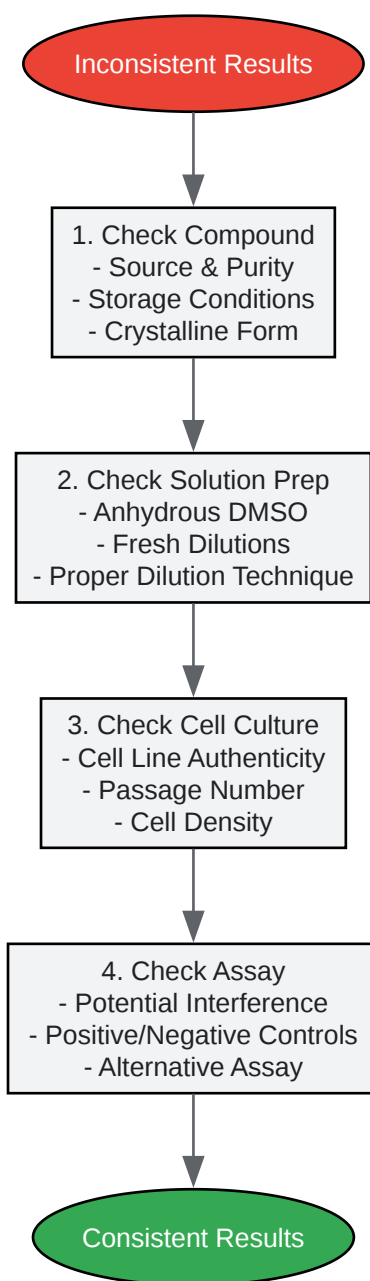 Inconsistent Results
1. Check Compound
- Source & Purity
- Storage Conditions
- Crystalline Form
2. Check Solution Prep
- Anhydrous DMSO
- Fresh Dilutions
- Proper Dilution Technique
3. Check Cell Culture
- Cell Line Authenticity
- Passage Number
- Cell Density
4. Check Assay
- Potential Interference
- Positive/Negative Controls
- Alternative Assay
Consistent Results